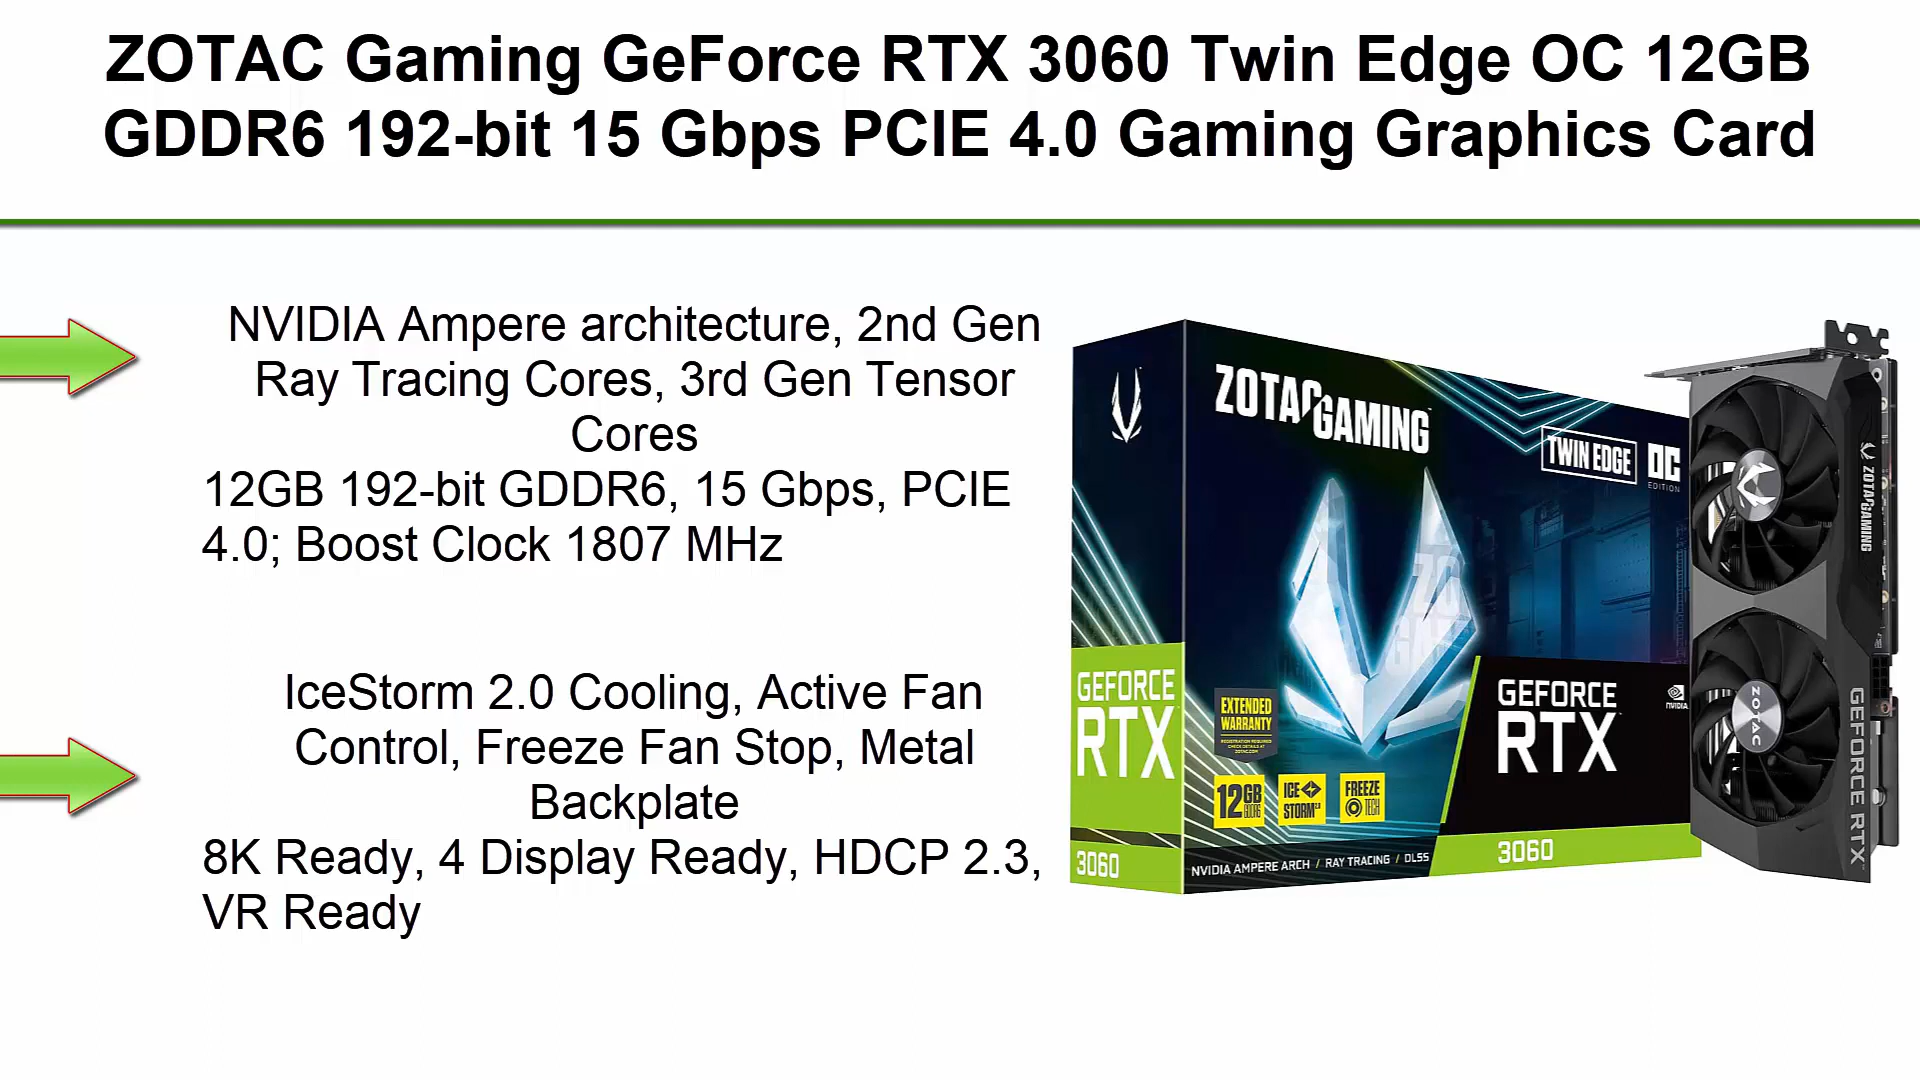 ZOTAC Gaming GeForce RTX 3060 Twin Edge OC 12GB
GDDR6 192-bit 15 Gbps PCIE 4.0 Gaming Graphics Card
NVIDIA Ampere architecture, 2nd Gen
Ray Tracing Cores, 3rd Gen Tensor
Cores
12GB 192-bit GDDR6, 15 Gbps, PCIE
4.0; Boost Clock 1807 MHz
IceStorm 2.0 Cooling, Active Fan
Control, Freeze Fan Stop, Metal
Backplate
8K Ready, 4 Display Ready, HDCP 2.3,
VR Ready
ZOTAC GAMING
TWIN EDGE
OC
EDITION
GEFORCE
RTX
3060
EXTENDED
WARRANTY
12GB
GDDR6
ICE
STORM 2.0
FREEZE
TECH
NVIDIA AMPERE ARCH / RAY TRACING / DLSS
GEFORCE
RTX
NVIDIA
3060
ZOTAC GAMING
ZOTAC
GEFORCE RTX